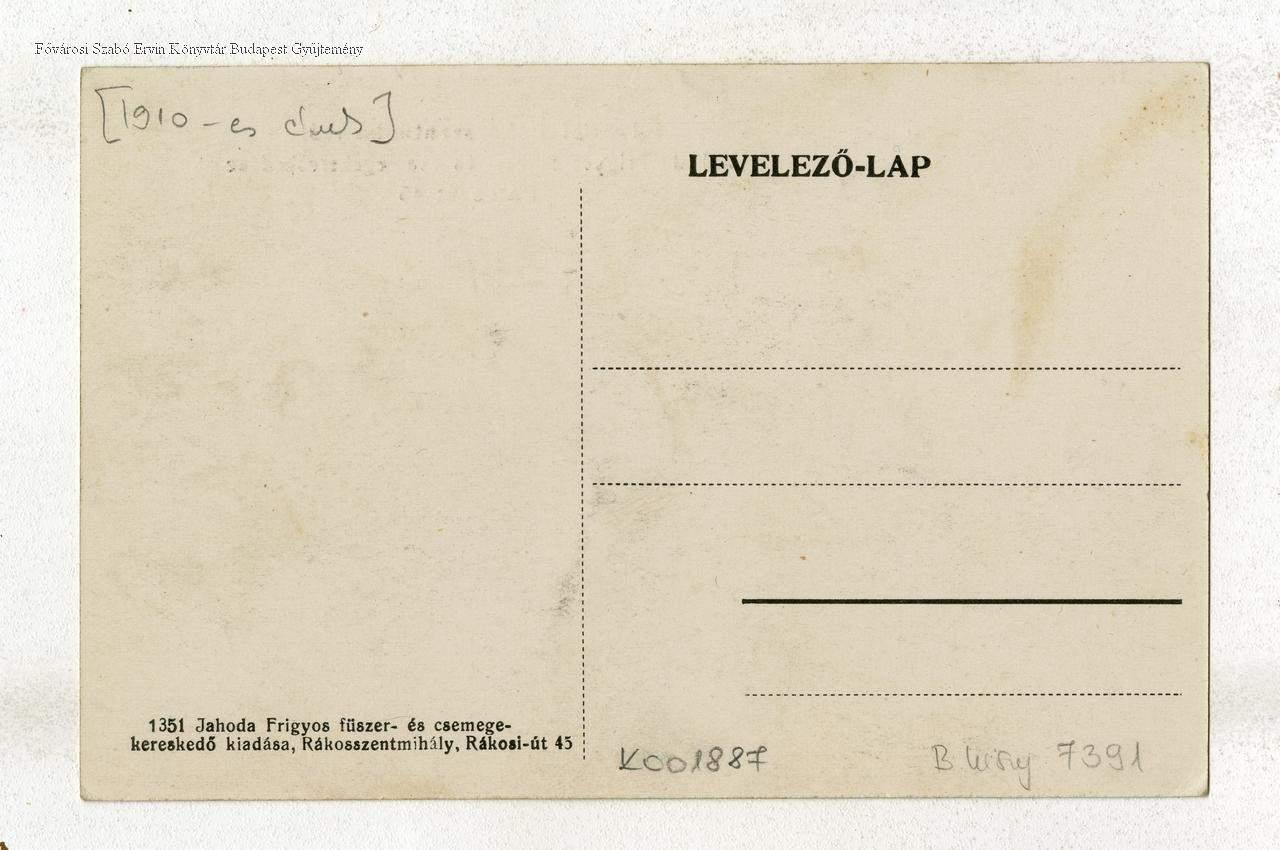 Fővárosi Szabó Ervin Könyvtár Budapest Gyűjtemény
[1910-es évek]
LEVELEZŐ-LAP
1351 Jahoda Frigyos fűszer- és csemege-
kereskedő kiadása, Rákosszentmihály, Rákosi-út 45
K001887
B 7391